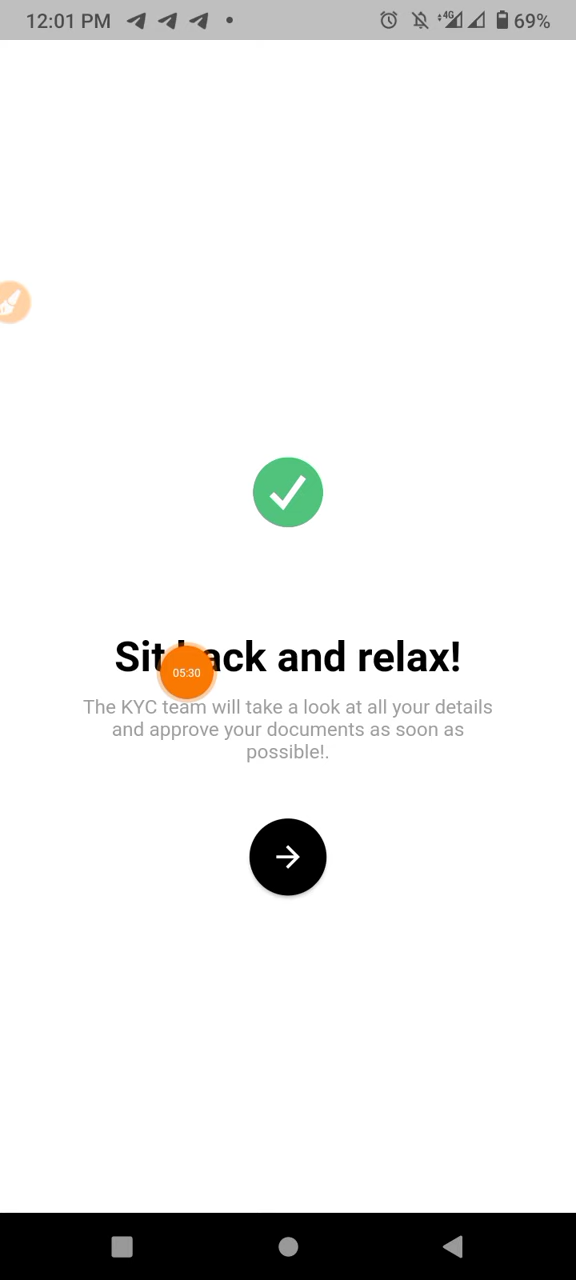 12:01 PM 4G 69%
Sit back and relax!
05:30
The KYC team will take a look at all your details
and approve your documents as soon as
possible!.